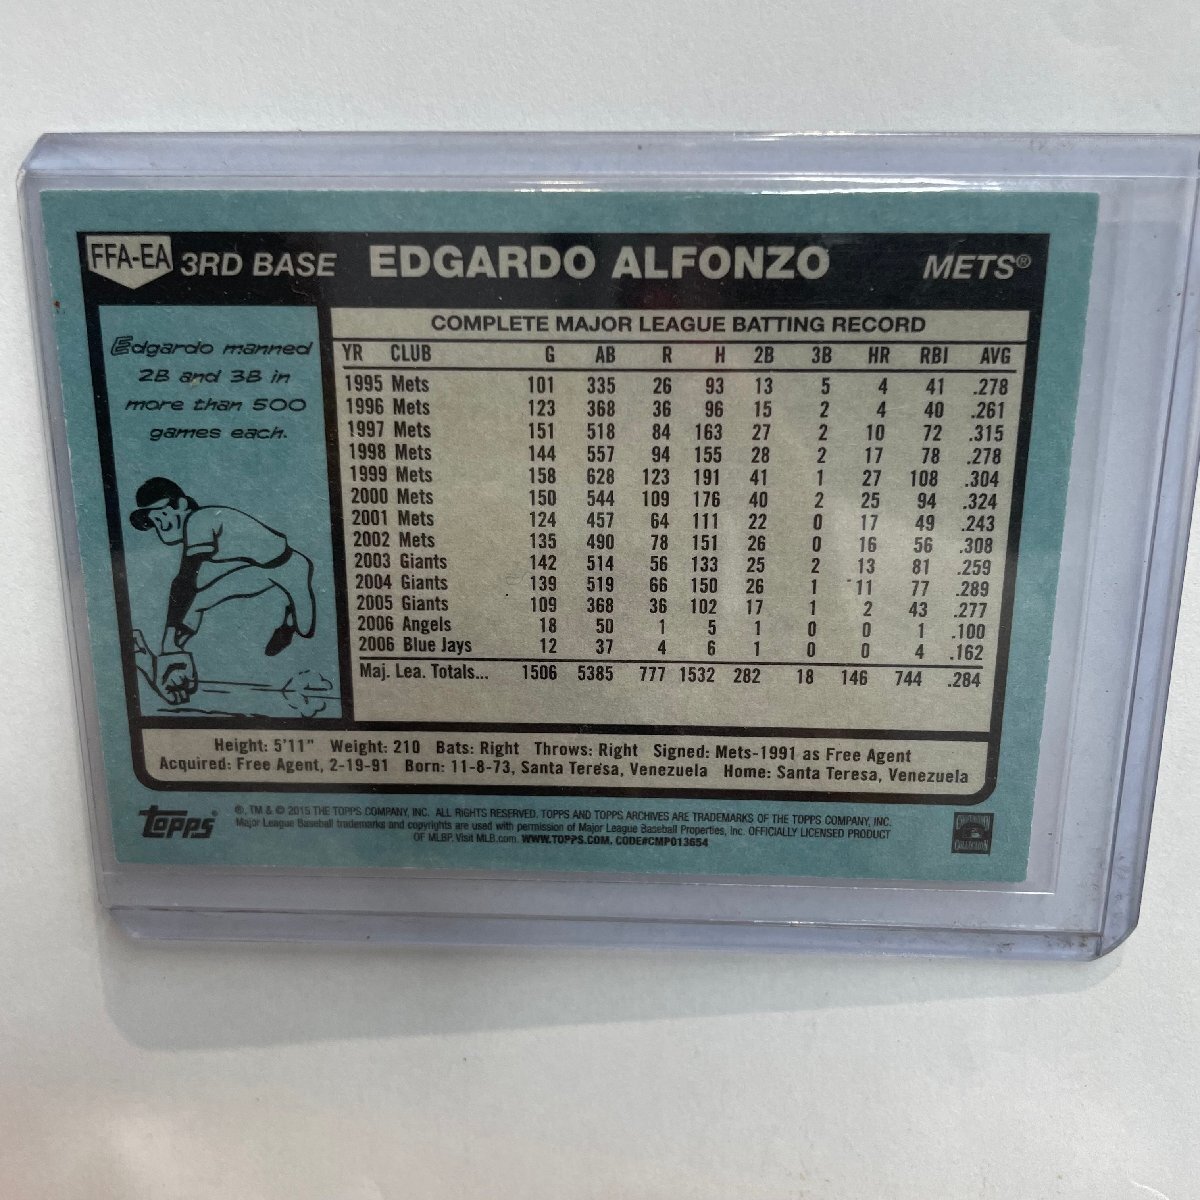 FFA-EA 3RD BASE EDGARDO ALFONZO METS®
Edgardo manned
2B and 3B in
more than 500
games each.
COMPLETE MAJOR LEAGUE BATTING RECORD
YR CLUB G AB R H 2B 3B HR RBI AVG
1995 Mets 101 335 26 93 13 5 4 41 .278
1996 Mets 123 368 36 96 15 2 4 40 .261
1997 Mets 151 518 84 163 27 2 10 72 .315
1998 Mets 144 557 94 155 28 2 17 78 .278
1999 Mets 158 628 123 191 41 1 27 108 .304
2000 Mets 150 544 109 176 40 2 25 94 .324
2001 Mets 124 457 64 111 22 0 17 49 .243
2002 Mets 135 490 78 151 26 0 16 56 .308
2003 Giants 142 514 56 133 25 2 13 81 .259
2004 Giants 139 519 66 150 26 1 11 77 .289
2005 Giants 109 368 36 102 17 1 2 43 .277
2006 Angels 18 50 1 5 1 0 0 1 .100
2006 Blue Jays 12 37 4 6 1 0 0 4 .162
Maj. Lea. Totals... 1506 5385 777 1532 282 18 146 744 .284
Height: 5'11" Weight: 210 Bats: Right Throws: Right Signed: Mets-1991 as Free Agent
Acquired: Free Agent, 2-19-91 Born: 11-8-73, Santa Teresa, Venezuela Home: Santa Teresa, Venezuela
Topps®
®, TM & © 2015 THE TOPPS COMPANY, INC. ALL RIGHTS RESERVED. TOPPS AND TOPPS ARCHIVES ARE TRADEMARKS OF THE TOPPS COMPANY, INC.
Major League Baseball trademarks and copyrights are used with permission of Major League Baseball Properties, Inc. OFFICIALLY LICENSED PRODUCT
OF MLBP. Visit MLB.com. WWW.TOPPS.COM. CODE#CMP013654
COOPERSTOWN
COLLECTION